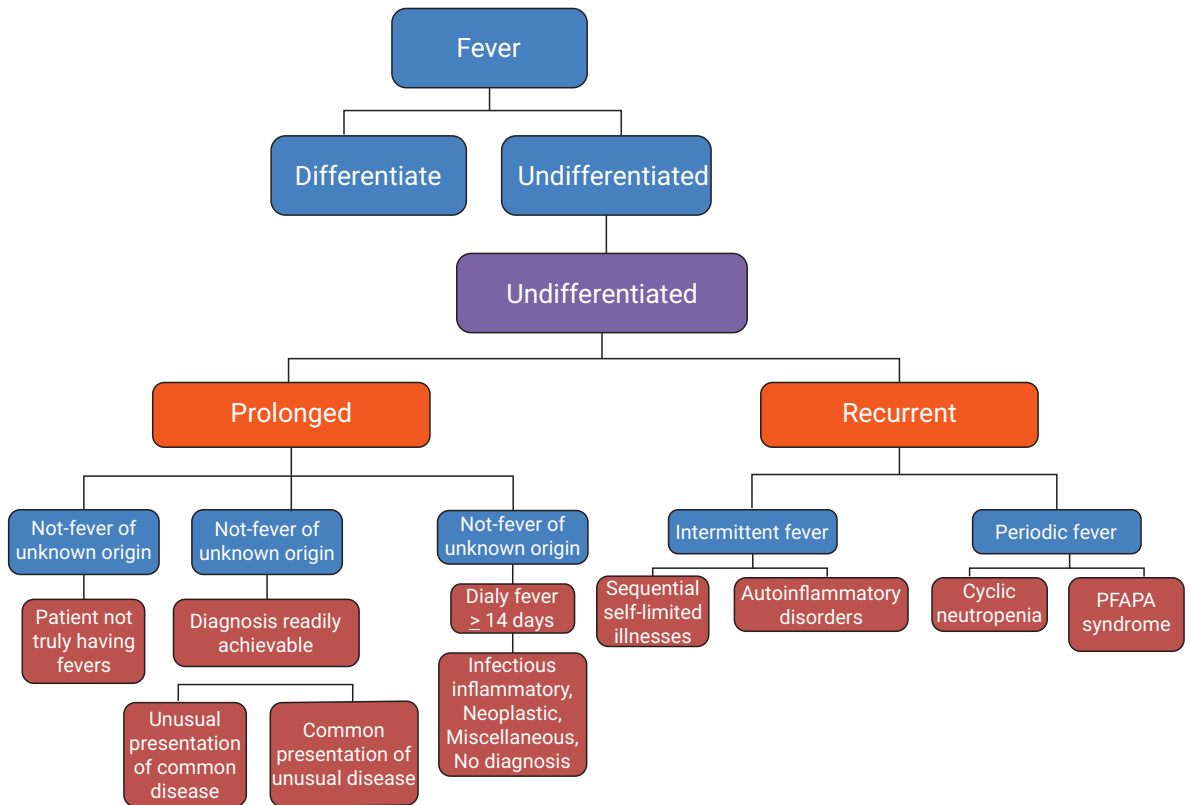 Fever
Differentiate
Undifferentiated
Undifferentiated
Prolonged
Recurrent
Not-fever of
unknown origin
Not-fever of
unknown origin
Not-fever of
unknown origin
Intermittent fever
Periodic fever
Patient not
truly having
fevers
Diagnosis readily
achievable
Dialy fever
≥ 14 days
Sequential
self-limited
illnesses
Autoinflammatory
disorders
Cyclic
neutropenia
PFAPA
syndrome
Unusual
presentation
of common
disease
Common
presentation of
unusual disease
Infectious
inflammatory,
Neoplastic,
Miscellaneous,
No diagnosis